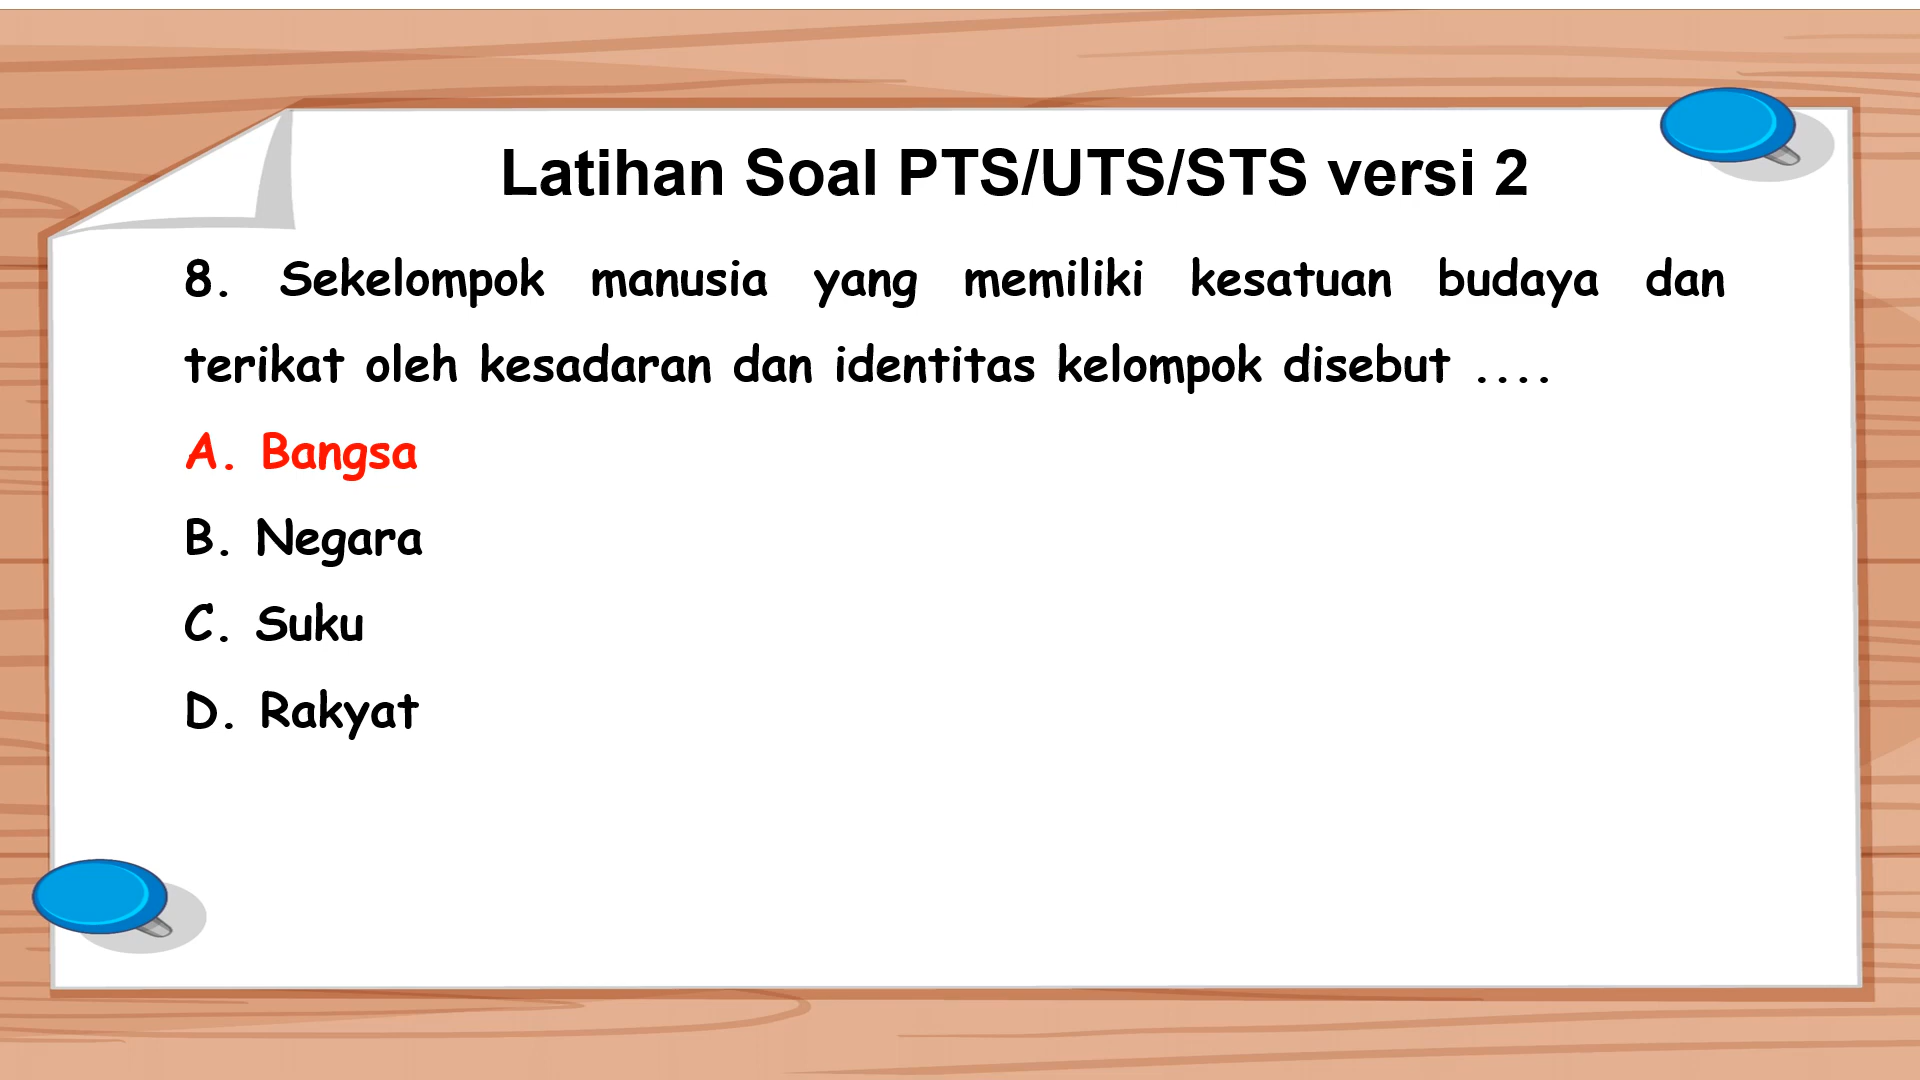 Latihan Soal PTS/UTS/STS versi 2
8. Sekelompok manusia yang memiliki kesatuan budaya dan
terikat oleh kesadaran dan identitas kelompok disebut ....
A. Bangsa
B. Negara
C. Suku
D. Rakyat